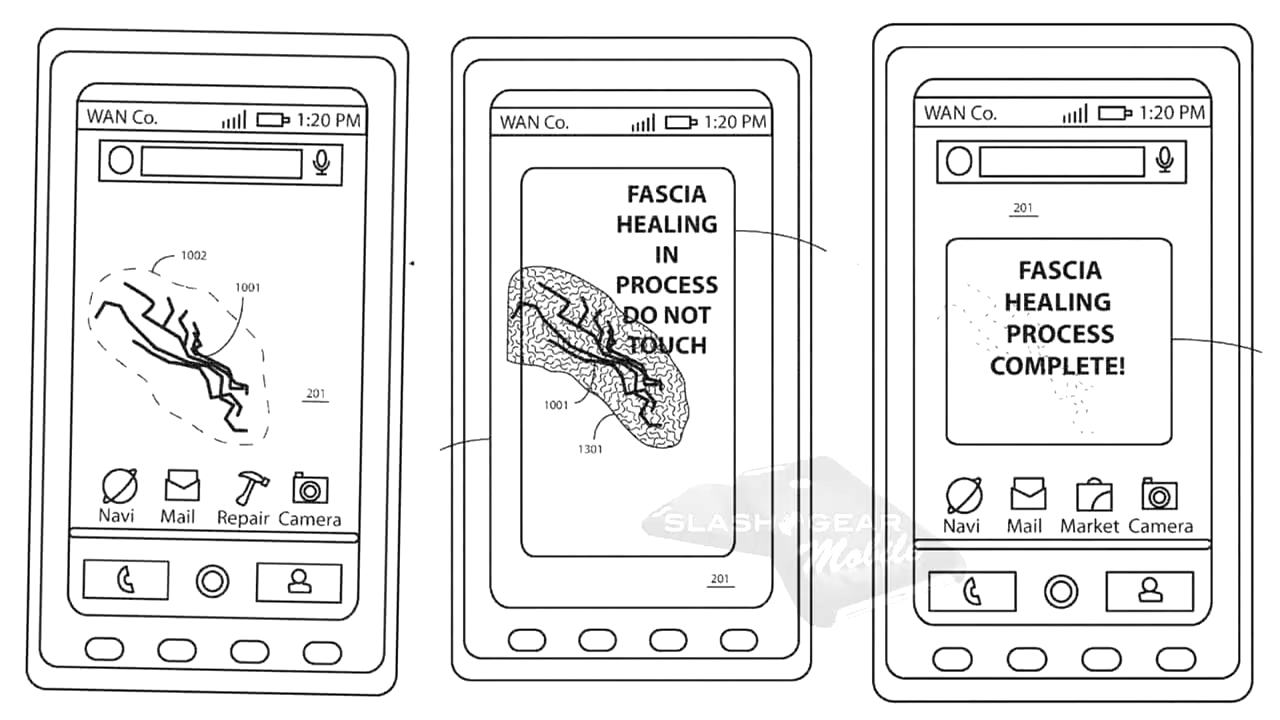 WAN Co. 1:20 PM
1002
1001
201
Navi Mail Repair Camera
WAN Co. 1:20 PM
FASCIA
HEALING
IN
PROCESS
DO NOT
TOUCH
1001
1301
201
WAN Co. 1:20 PM
201
FASCIA
HEALING
PROCESS
COMPLETE!
Navi Mail Market Camera
SLASHGEAR
Mobile